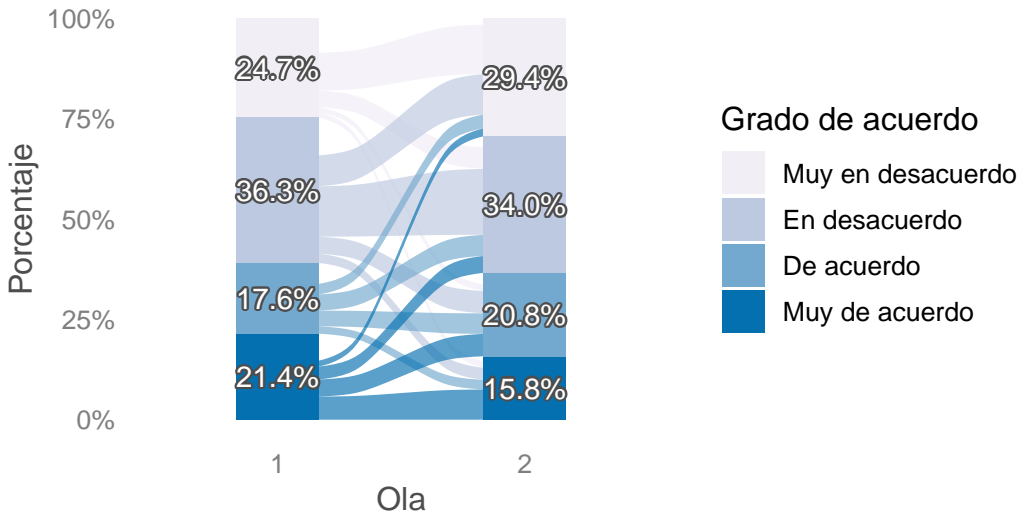 100%
75%
50%
25%
0%
Porcentaje
24.7%
36.3%
17.6%
21.4%
29.4%
34.0%
20.8%
15.8%
1
2
Ola
Grado de acuerdo
Muy en desacuerdo
En desacuerdo
De acuerdo
Muy de acuerdo